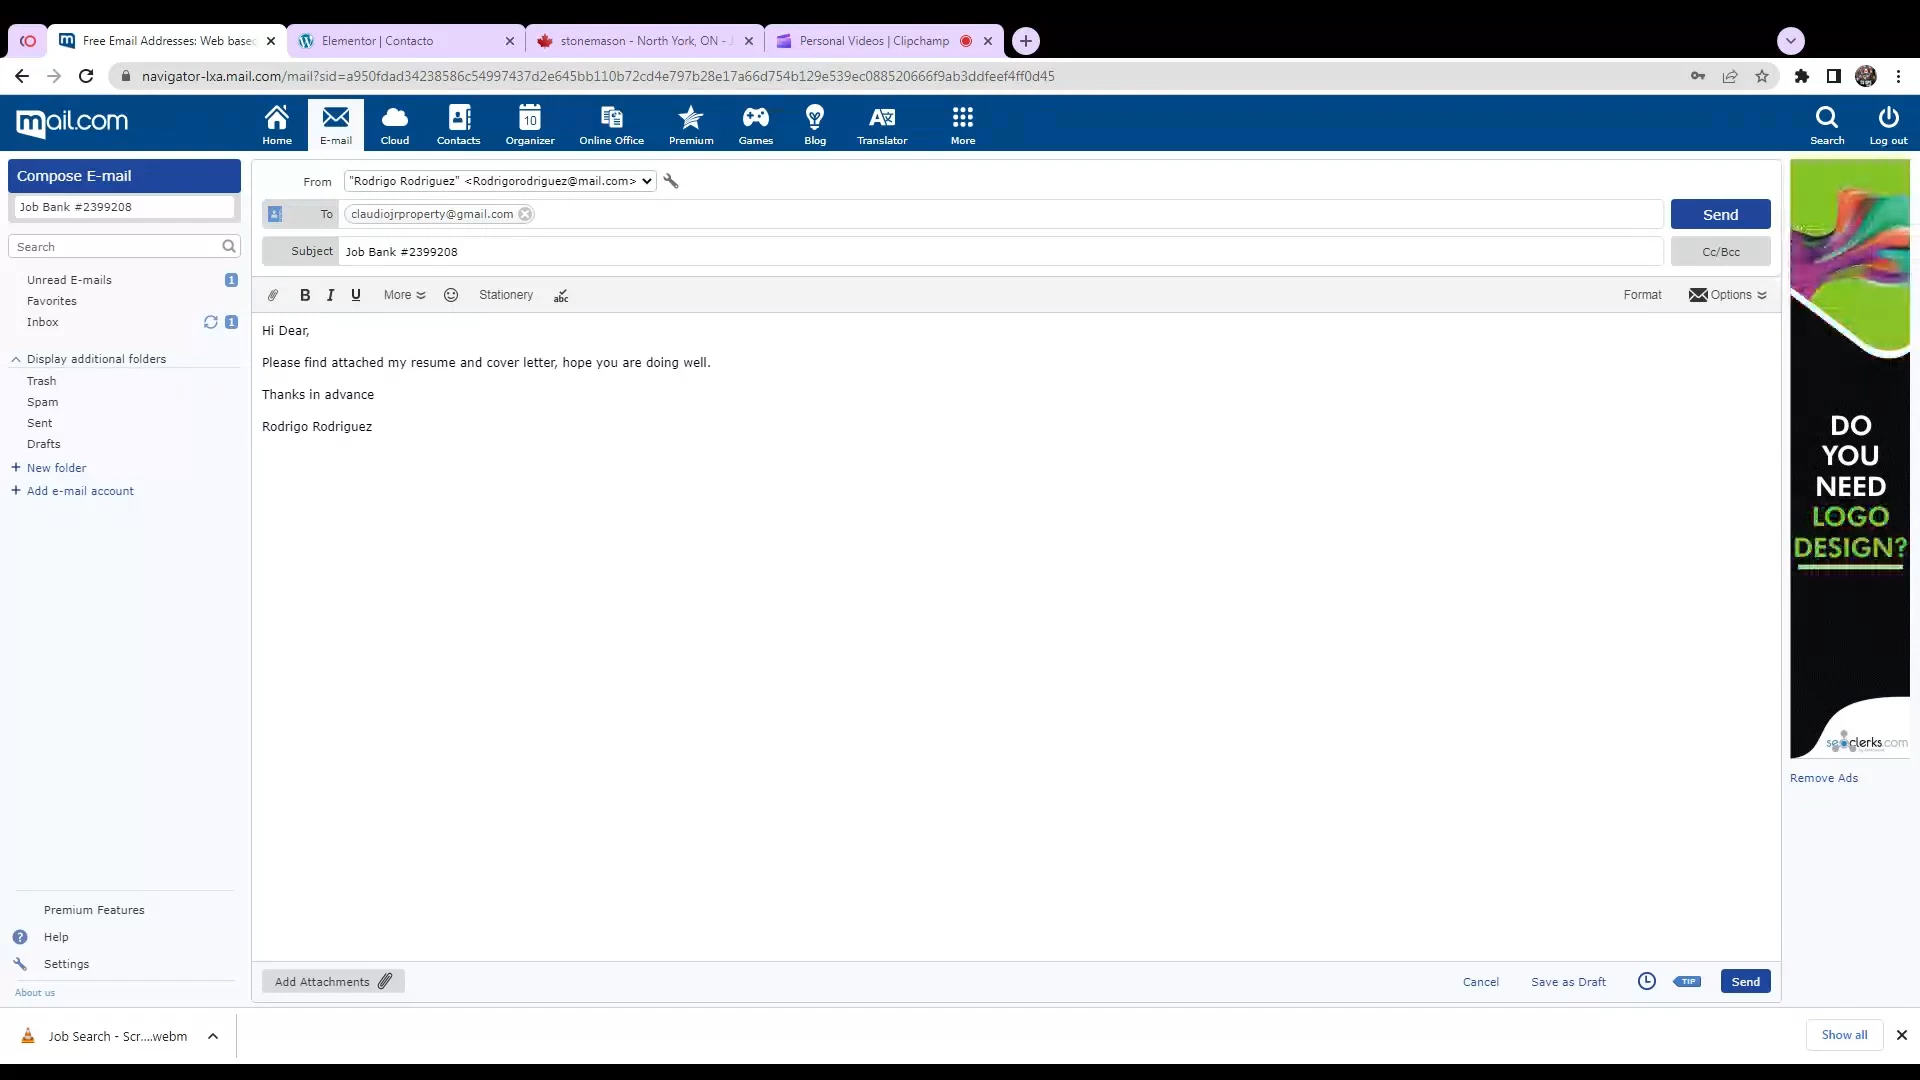 Free Email Addresses: Web base
Elementor | Contacto
stonemason - North York, ON - J
Personal Videos | Clipchamp
navigator-lxa.mail.com/mail?sid=a950fdad34238586c54997437d2e645bb110b72cd4e797b28e17a66d754b129e539ec088520666f9ab3ddfeef4ff0d45
mail.com
Home
E-mail
Cloud
Contacts
10
Organizer
Online Office
Premium
Games
Blog
Translator
More
Search
Log out
Compose E-mail
Job Bank #2399208
Search
Unread E-mails 1
Favorites
Inbox 1
Display additional folders
Trash
Spam
Sent
Drafts
+ New folder
+ Add e-mail account
Premium Features
? Help
Settings
About us
From "Rodrigo Rodriguez" <Rodrigorodriguez@mail.com>
To claudiojrproperty@gmail.com
Send
Subject Job Bank #2399208
Cc/Bcc
B I U More Stationery abc
Format Options
Hi Dear,
Please find attached my resume and cover letter, hope you are doing well.
Thanks in advance
Rodrigo Rodriguez
Add Attachments
Cancel Save as Draft TIP Send
DO
YOU
NEED
LOGO
DESIGN?
seoclerks.com
Remove Ads
Job Search - Scr....webm
Show all